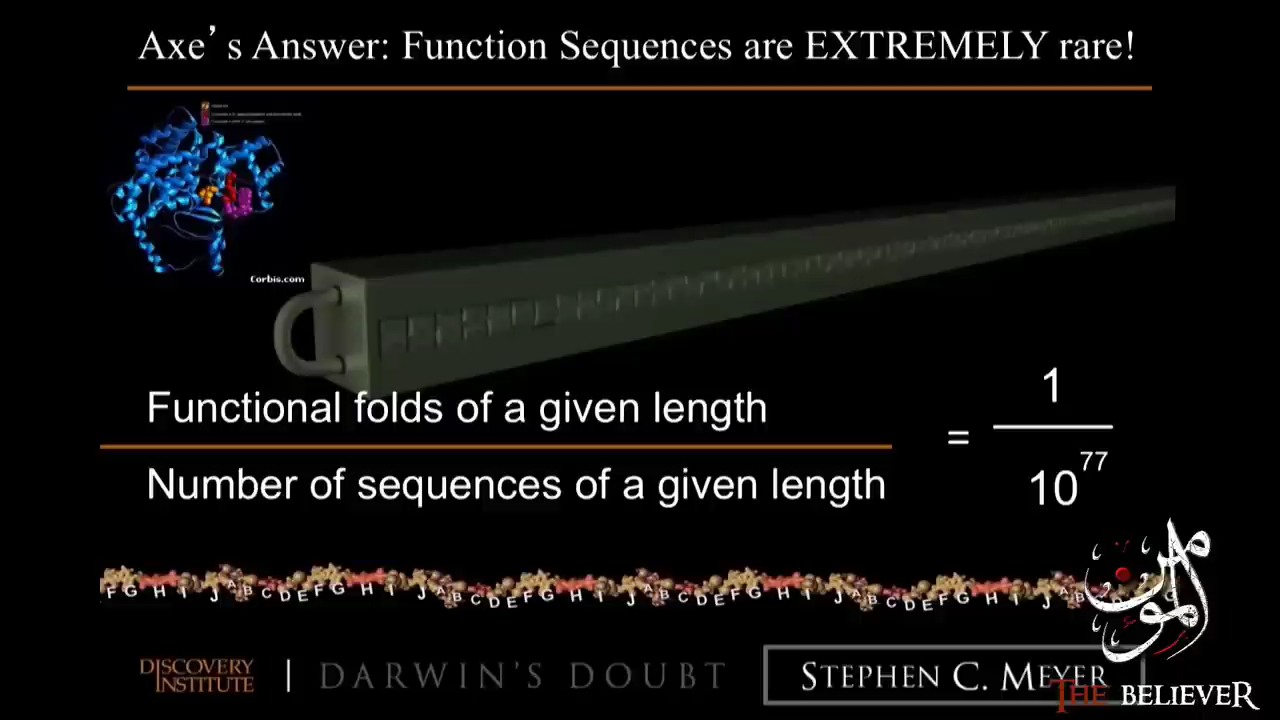 Axe’s Answer: Function Sequences are EXTREMELY rare!
Corbis.com
Functional folds of a given length
Number of sequences of a given length
=
1
10^77
F G H I J A B C D E F G H I J A B C D E F G H I J A B C D E F G H I J A B C D E F G H I J A B
DISCOVERY INSTITUTE | DARWIN'S DOUBT STEPHEN C. MEYER
المؤمن
THE BELIEVER